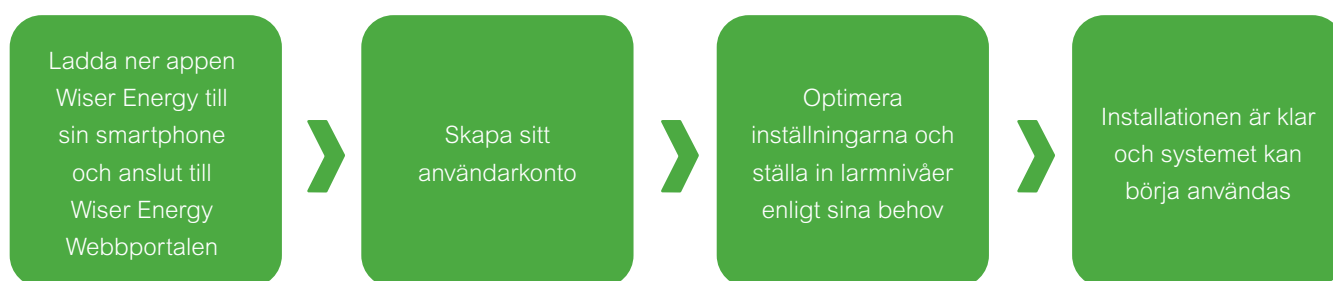 Ladda ner appen
Wiser Energy till
sin smartphone
och anslut till
Wiser Energy
Webbportalen
Skapa sitt
användarkonto
Optimera
inställningarna och
ställa in larmnivåer
enligt sina behov
Installationen är klar
och systemet kan
börja användas